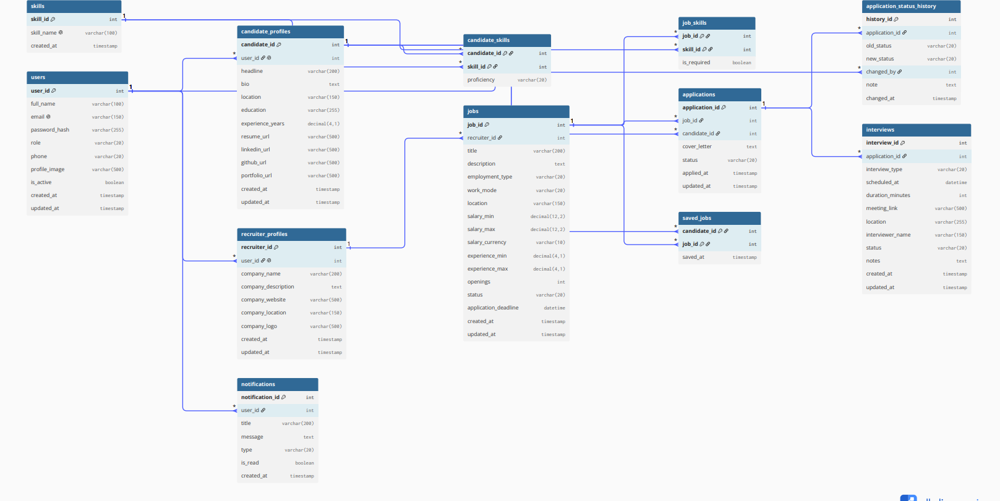 skills
skill_id int
skill_name varchar(100)
created_at timestamp
users
user_id int
full_name varchar(100)
email varchar(150)
password_hash varchar(255)
role varchar(20)
phone varchar(20)
profile_image varchar(500)
is_active boolean
created_at timestamp
updated_at timestamp
candidate_profiles
candidate_id int
user_id int
headline varchar(200)
bio text
location varchar(150)
education varchar(255)
experience_years decimal(4,1)
resume_url varchar(500)
linkedin_url varchar(500)
github_url varchar(500)
portfolio_url varchar(500)
created_at timestamp
updated_at timestamp
recruiter_profiles
recruiter_id int
user_id int
company_name varchar(200)
company_description text
company_website varchar(500)
company_location varchar(150)
company_logo varchar(500)
created_at timestamp
updated_at timestamp
notifications
notification_id int
user_id int
title varchar(200)
message text
type varchar(20)
is_read boolean
created_at timestamp
candidate_skills
candidate_id int
skill_id int
proficiency varchar(20)
jobs
job_id int
recruiter_id int
title varchar(200)
description text
employment_type varchar(20)
work_mode varchar(20)
location varchar(150)
salary_min decimal(12,2)
salary_max decimal(12,2)
salary_currency varchar(10)
experience_min decimal(4,1)
experience_max decimal(4,1)
openings int
status varchar(20)
application_deadline datetime
created_at timestamp
updated_at timestamp
job_skills
job_id int
skill_id int
is_required boolean
applications
application_id int
job_id int
candidate_id int
cover_letter text
status varchar(20)
applied_at timestamp
updated_at timestamp
saved_jobs
candidate_id int
job_id int
saved_at timestamp
application_status_history
history_id int
application_id int
old_status varchar(20)
new_status varchar(20)
changed_by int
note text
changed_at timestamp
interviews
interview_id int
application_id int
interview_type varchar(20)
scheduled_at datetime
duration_minutes int
meeting_link varchar(500)
location varchar(255)
interviewer_name varchar(150)
status varchar(20)
notes text
created_at timestamp
updated_at timestamp